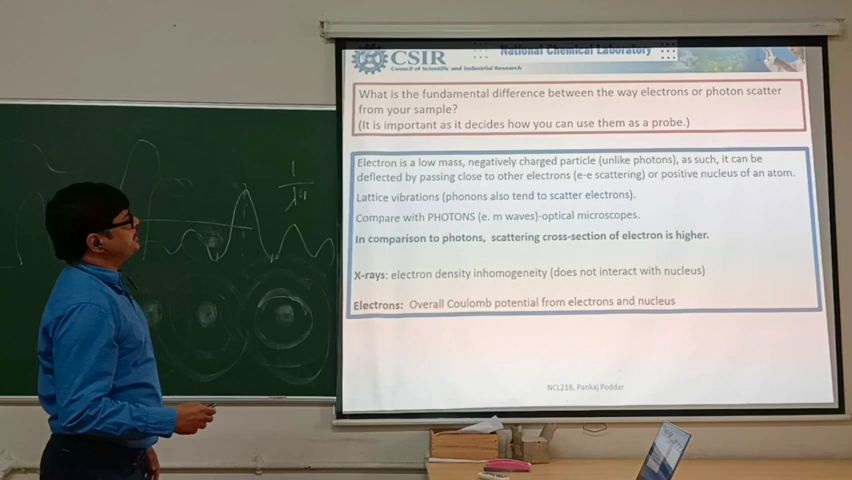 CSIR
Council of Scientific and Industrial Research
National Chemical Laboratory
What is the fundamental difference between the way electrons or photon scatter
from your sample?
(It is important as it decides how you can use them as a probe.)
Electron is a low mass, negatively charged particle (unlike photons), as such, it can be
deflected by passing close to other electrons (e-e scattering) or positive nucleus of an atom.
Lattice vibrations (phonons also tend to scatter electrons).
Compare with PHOTONS (e. m waves)-optical microscopes.
In comparison to photons, scattering cross-section of electron is higher.
X-rays: electron density inhomogeneity (does not interact with nucleus)
Electrons: Overall Coulomb potential from electrons and nucleus
NCL218, Pankaj Poddar
1
λ4